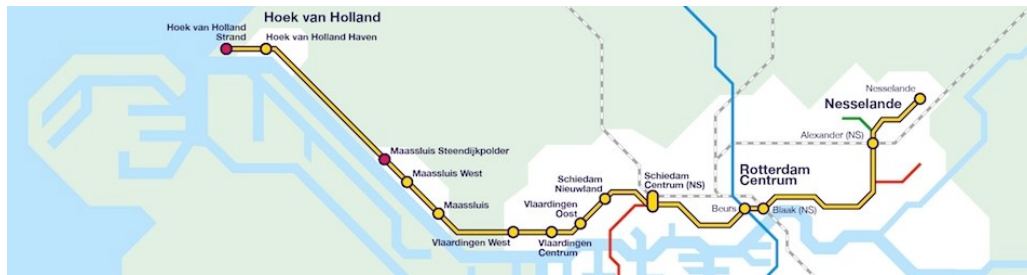 Hoek van Holland
Hoek van Holland
Strand
Hoek van Holland Haven
Maassluis Steendijkpolder
Maassluis West
Maassluis
Vlaardingen West
Vlaardingen
Centrum
Vlaardingen
Oost
Schiedam
Nieuwland
Schiedam
Centrum (NS)
Beurs
Blaak (NS)
Rotterdam
Centrum
Alexander (NS)
Nesselande
Nesselande